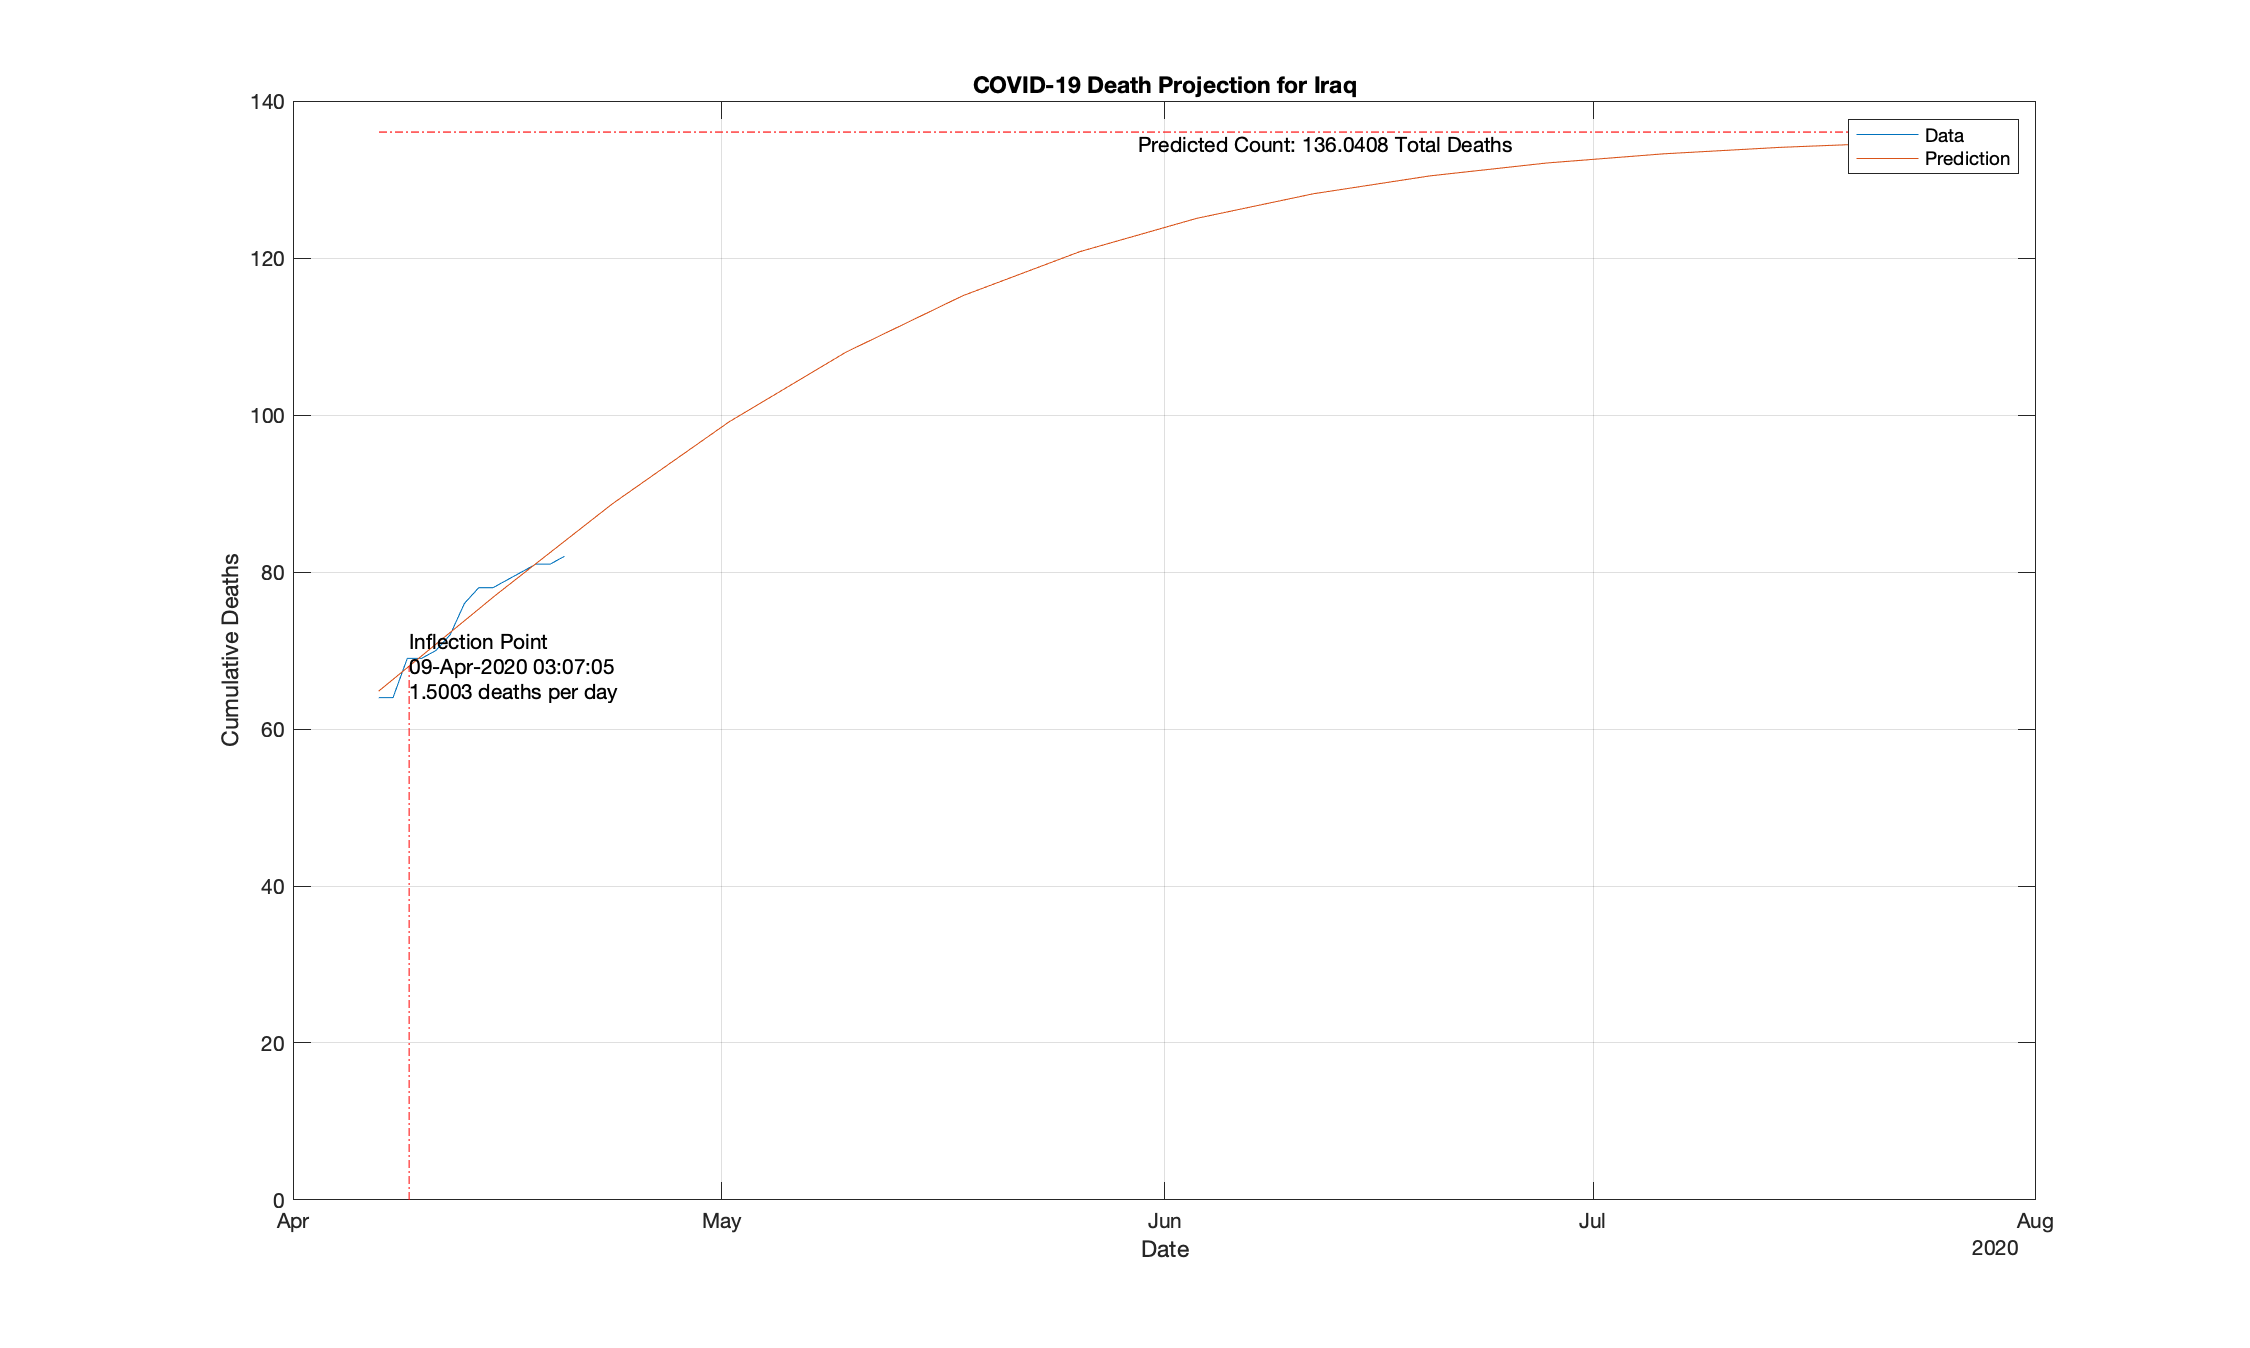 COVID-19 Death Projection for Iraq
140
120
100
80
60
40
20
0
Cumulative Deaths
Predicted Count: 136.0408 Total Deaths
Data
Prediction
Inflection Point
09-Apr-2020 03:07:05
1.5003 deaths per day
Apr
May
Jun
Jul
Aug
Date
2020